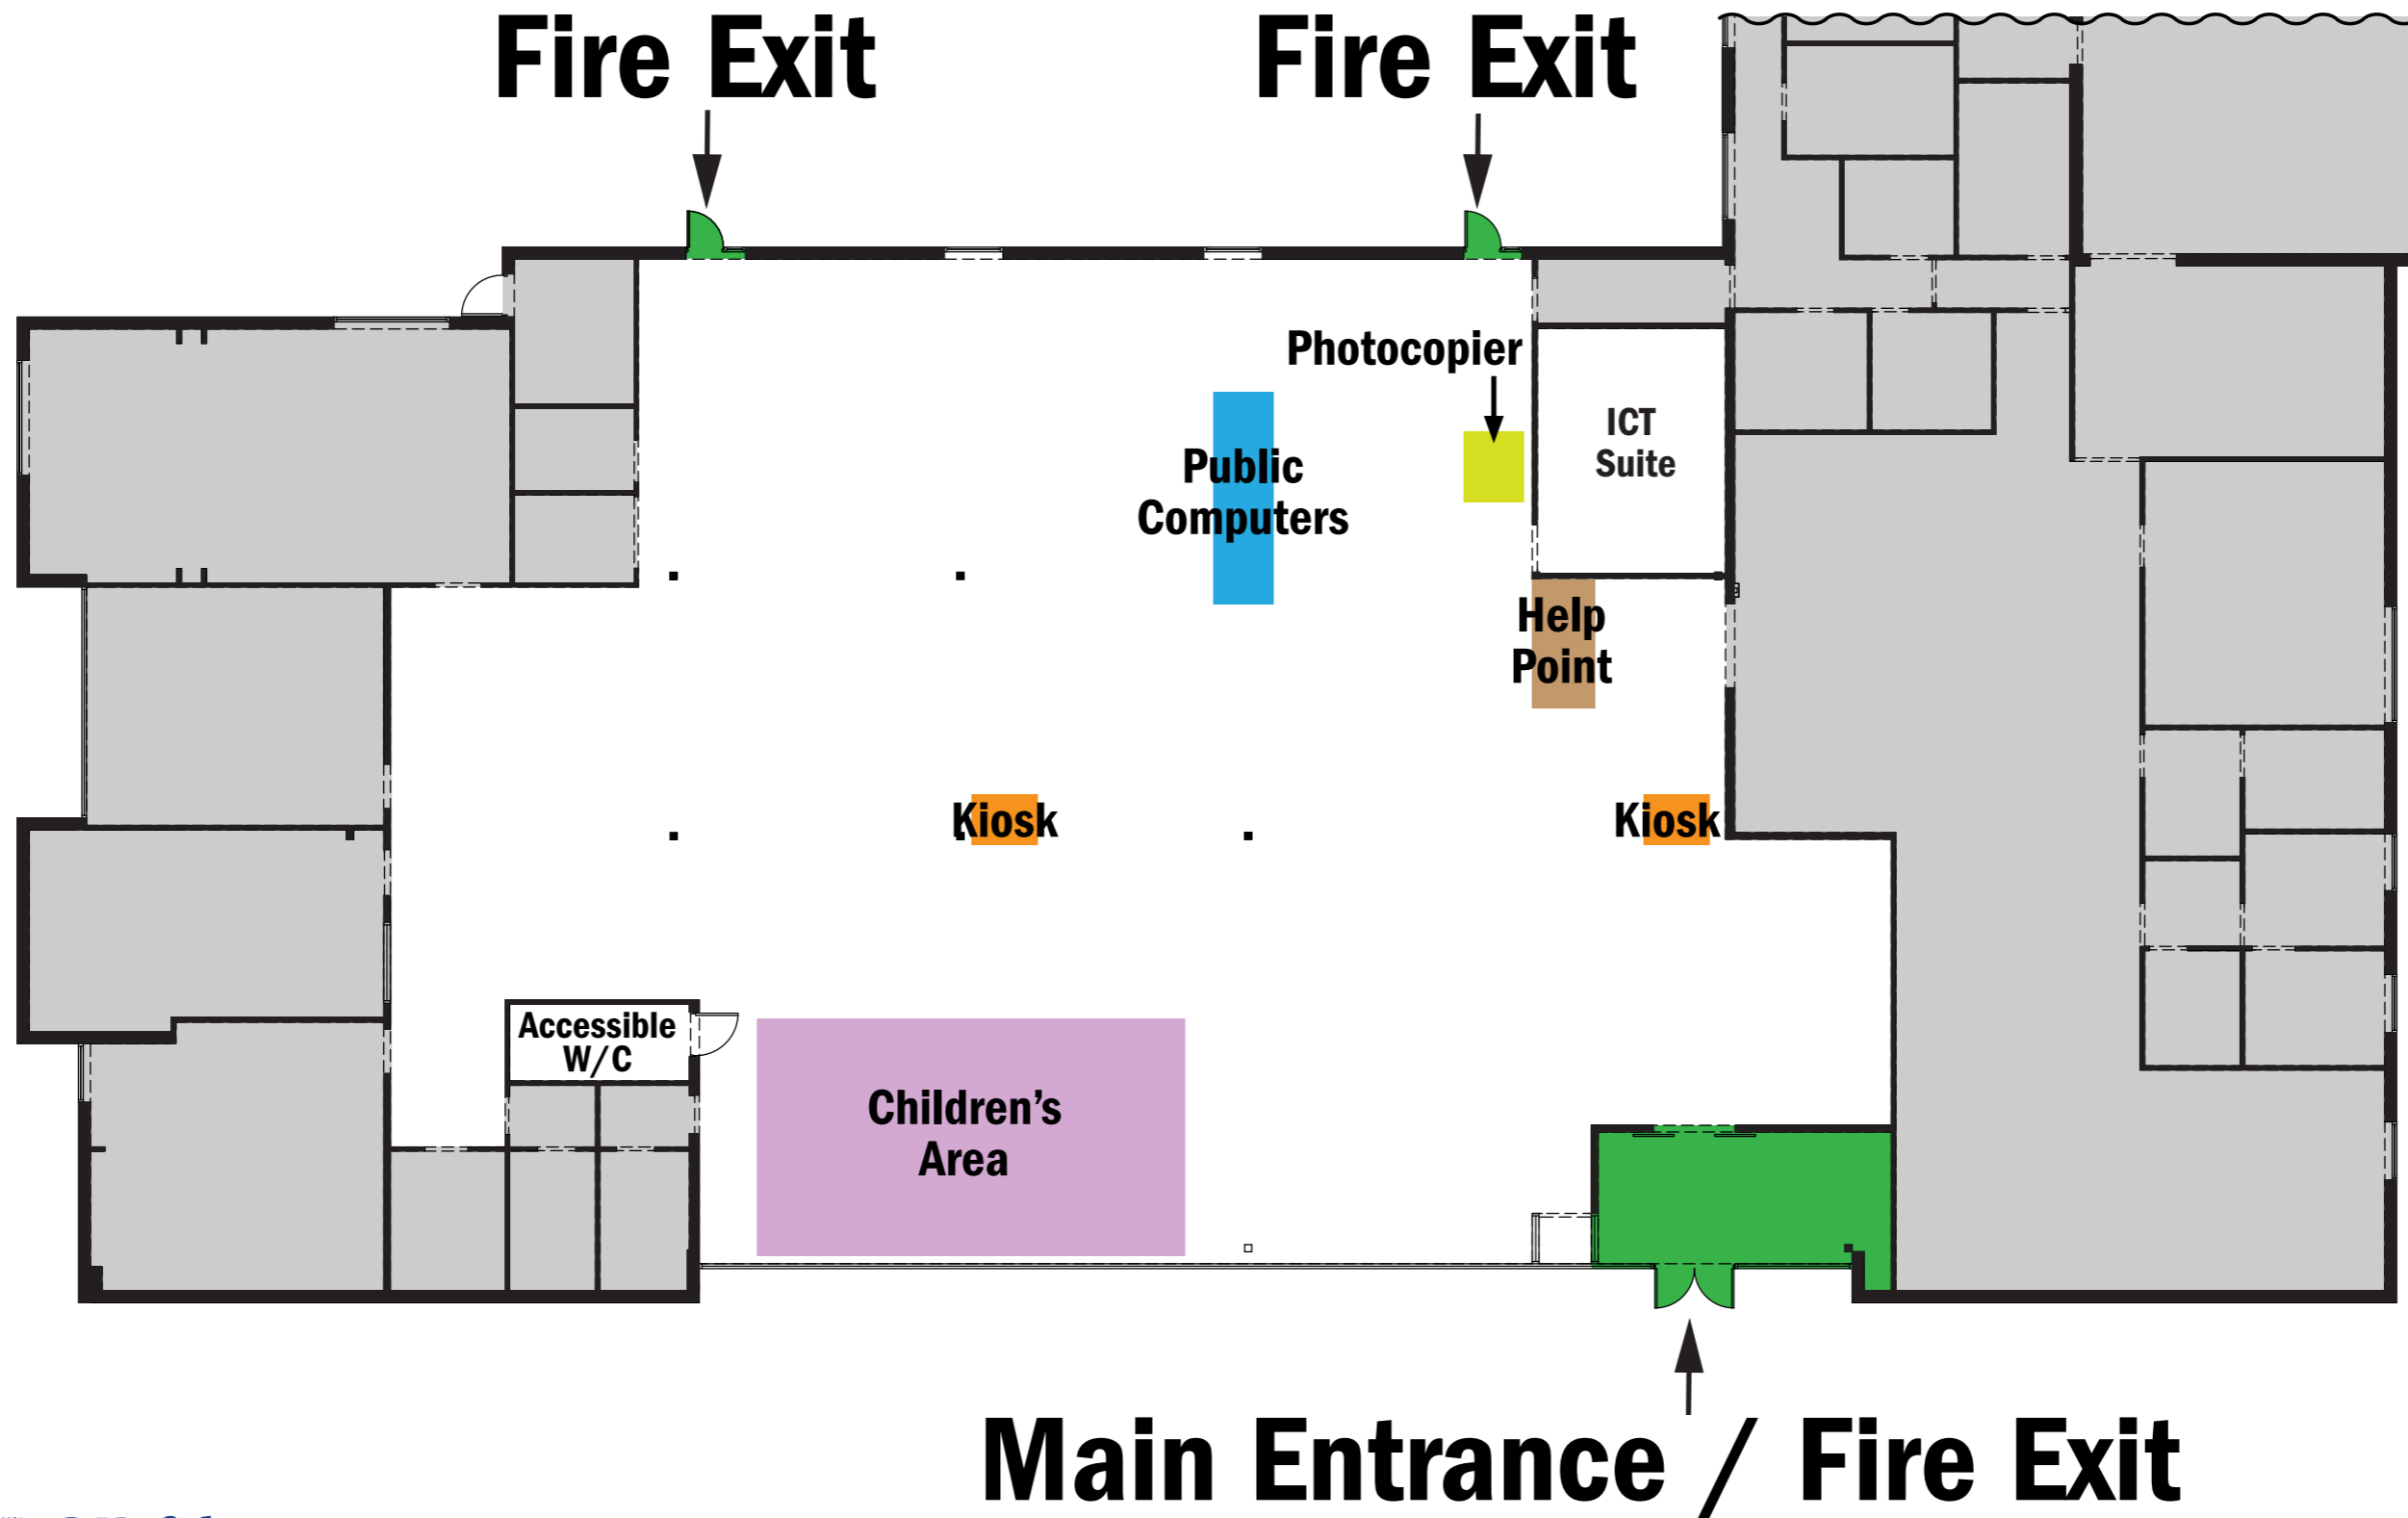 Fire Exit
Fire Exit
Photocopier
ICT
Suite
Public
Computers
Help
Point
Kiosk
Kiosk
Accessible
W/C
Children’s
Area
Main Entrance / Fire Exit